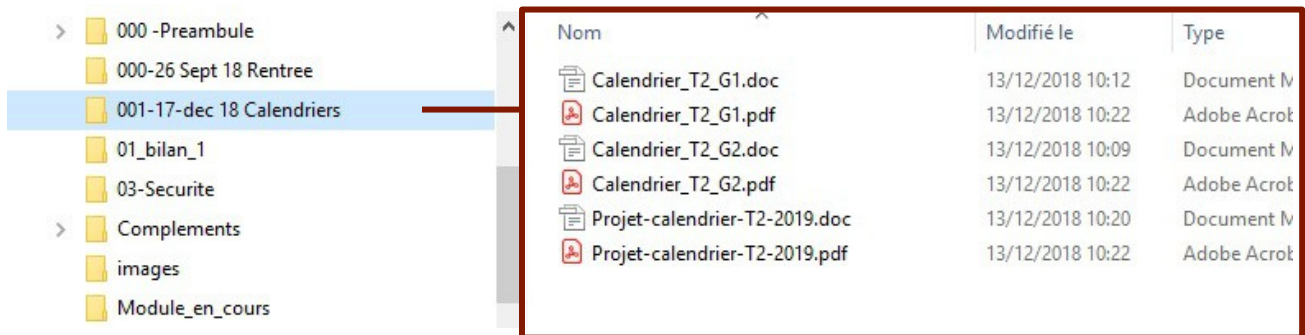 000 -Preambule
000-26 Sept 18 Rentree
001-17-dec 18 Calendriers
01_bilan_1
03-Securite
Complements
images
Module_en_cours
Nom Modifié le Type
Calendrier_T2_G1.doc 13/12/2018 10:12 Document M
Calendrier_T2_G1.pdf 13/12/2018 10:22 Adobe Acrob
Calendrier_T2_G2.doc 13/12/2018 10:09 Document M
Calendrier_T2_G2.pdf 13/12/2018 10:22 Adobe Acrob
Projet-calendrier-T2-2019.doc 13/12/2018 10:20 Document M
Projet-calendrier-T2-2019.pdf 13/12/2018 10:22 Adobe Acrob